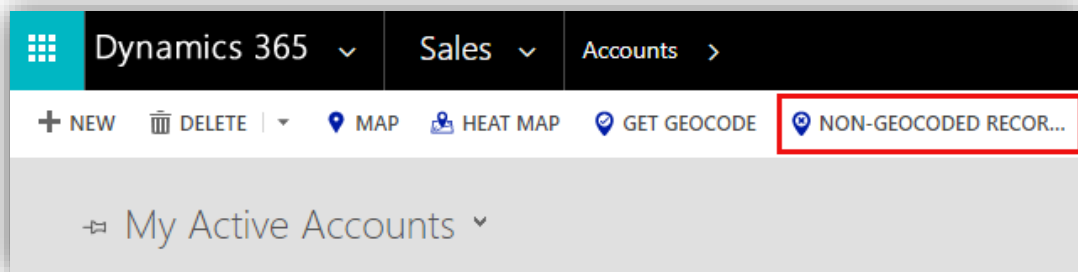 Dynamics 365 Sales Accounts
NEW DELETE MAP HEAT MAP GET GEOCODE NON-GEOCODED RECOR...
My Active Accounts